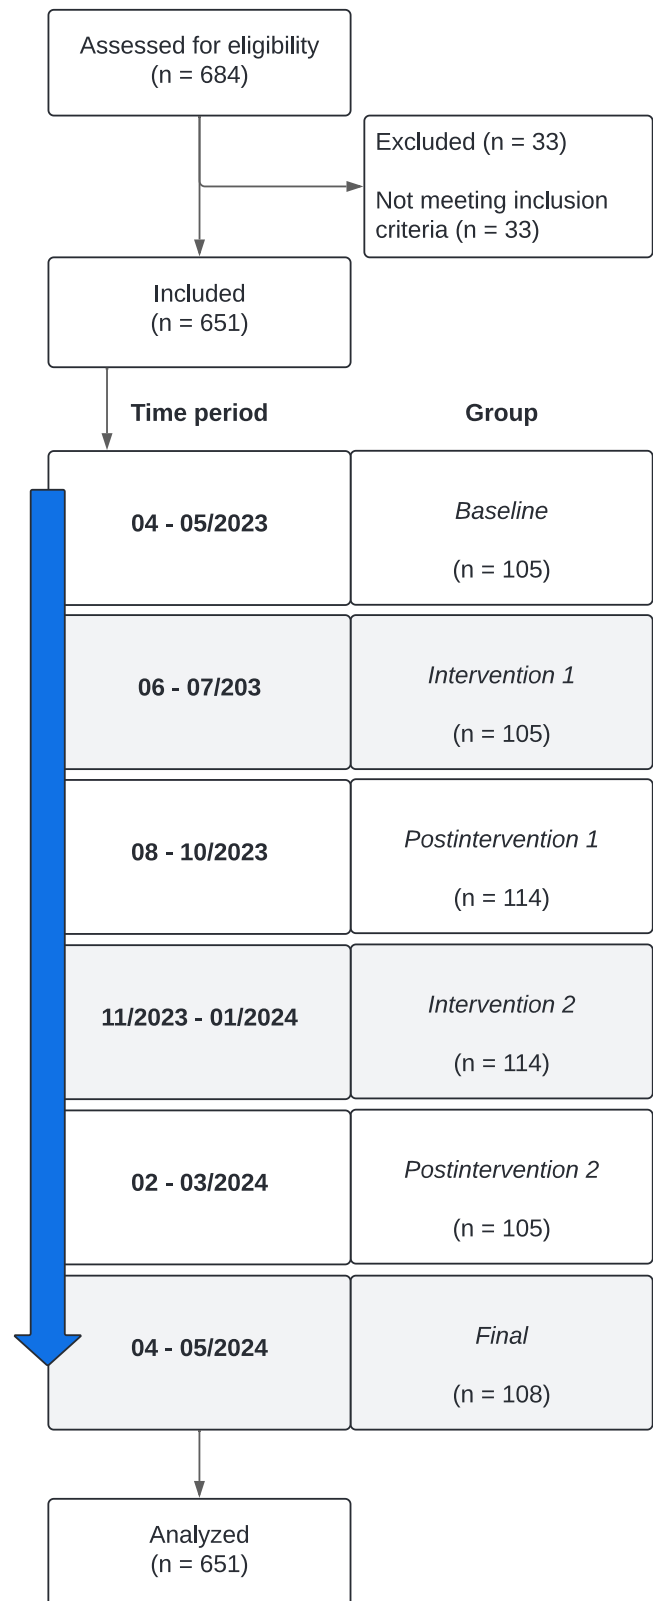 Assessed for eligibility
(n = 684)
Excluded (n = 33)
Not meeting inclusion
criteria (n = 33)
Included
(n = 651)
Time period
Group
04 - 05/2023
Baseline
(n = 105)
06 - 07/203
Intervention 1
(n = 105)
08 - 10/2023
Postintervention 1
(n = 114)
11/2023 - 01/2024
Intervention 2
(n = 114)
02 - 03/2024
Postintervention 2
(n = 105)
04 - 05/2024
Final
(n = 108)
Analyzed
(n = 651)